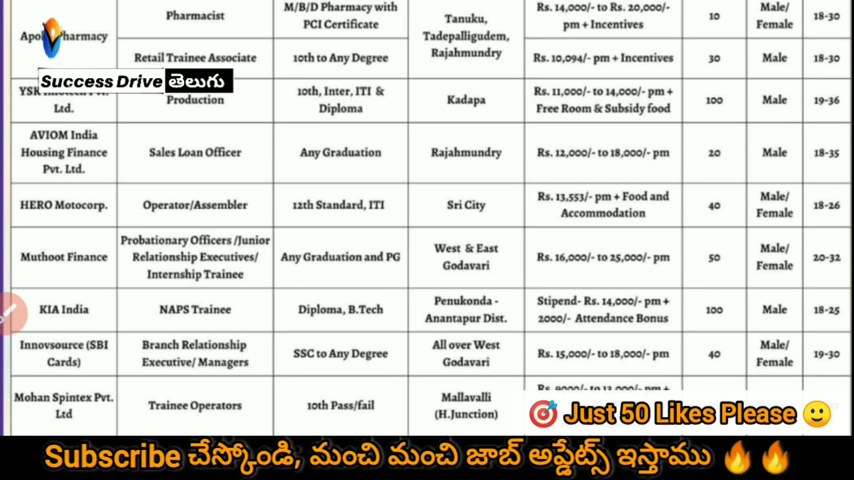 Pharmacist
M/B/D Pharmacy with
PCI Certificate
Tanuku,
Tadepalligudem,
Rajahmundry
Rs. 14,000/- to Rs. 20,000/-
pm + Incentives
10
Male/
Female
18-30
Pharmacy
Retail Trainee Associate
10th to Any Degree
Rs. 10,094/- pm + Incentives
30
Male
18-30
Success Drive తెలుగు
Ltd.
Production
10th, Inter, ITI &
Diploma
Kadapa
Rs. 11,000/- to 14,000/- pm +
Free Room & Subsidy food
100
Male
19-36
AVIOM India
Housing Finance
Pvt. Ltd.
Sales Loan Officer
Any Graduation
Rajahmundry
Rs. 12,000/- to 18,000/- pm
20
Male
18-35
HERO Motocorp.
Operator/Assembler
12th Standard, ITI
Sri City
Rs. 13,553/- pm + Food and
Accommodation
40
Male/
Female
18-26
Muthoot Finance
Probationary Officers /Junior
Relationship Executives/
Internship Trainee
Any Graduation and PG
West & East
Godavari
Rs. 16,000/- to 25,000/- pm
50
Male/
Female
20-32
KIA India
NAPS Trainee
Diploma, B.Tech
Penukonda -
Anantapur Dist.
Stipend- Rs. 14,000/- pm +
2000/- Attendance Bonus
100
Male
18-25
Innovsource (SBI
Cards)
Branch Relationship
Executive/ Managers
SSC to Any Degree
All over West
Godavari
Rs. 15,000/- to 18,000/- pm
40
Male/
Female
19-30
Mohan Spintex Pvt.
Ltd
Trainee Operators
10th Pass/fail
Mallavalli
(H.Junction)
🎯 Just 50 Likes Please 🙂
Subscribe చేస్కోండి, మంచి మంచి జాబ్ అప్డేట్స్ ఇస్తాము 🔥🔥